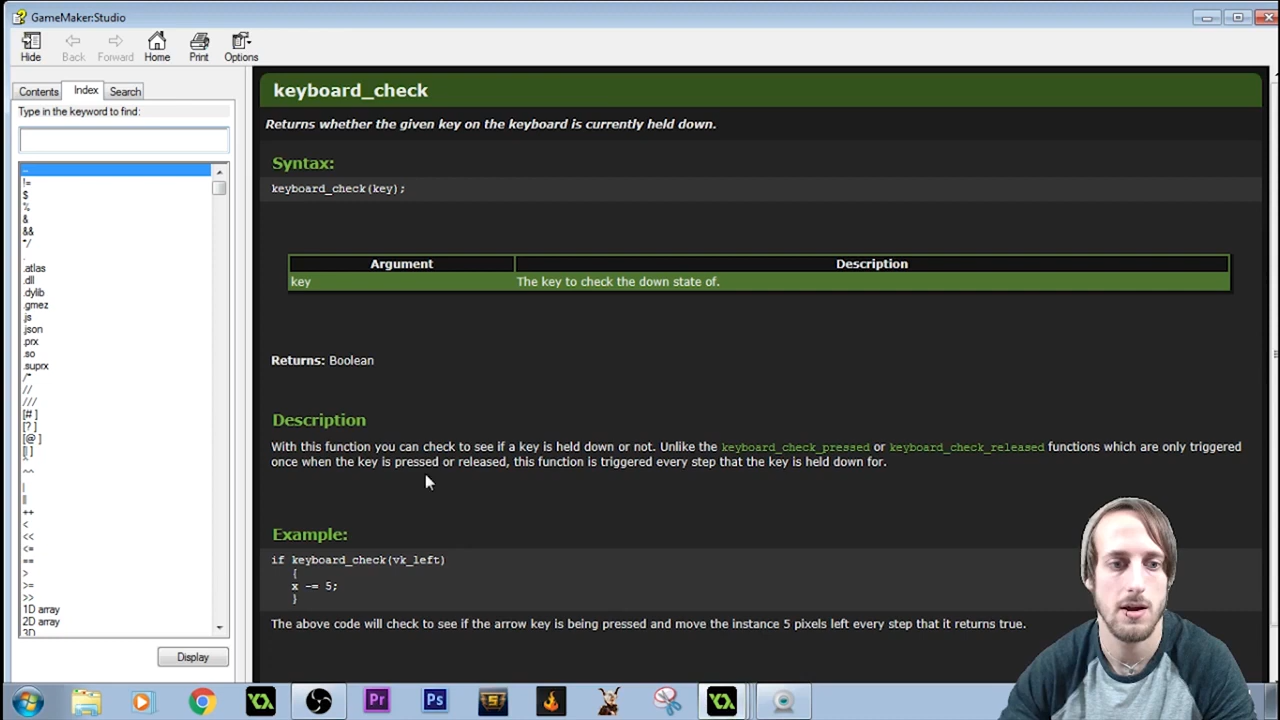 GameMaker:Studio
Hide
Back
Forward
Home
Print
Options
Contents
Index
Search
Type in the keyword to find:
!=
$
%
&
&&
*/
.
.atlas
.dll
.dylib
.gmez
.js
.json
.prx
.so
.suprx
/*
//
///
[# ]
[? ]
[@ ]
[| ]
^
^^
|
||
++
<
<<
<=
==
>
>=
>>
1D array
2D array
3D
Display
keyboard_check
Returns whether the given key on the keyboard is currently held down.
Syntax:
keyboard_check(key);
Argument Description
key The key to check the down state of.
Returns: Boolean
Description
With this function you can check to see if a key is held down or not. Unlike the keyboard_check_pressed or keyboard_check_released functions which are only triggered
once when the key is pressed or released, this function is triggered every step that the key is held down for.
Example:
if keyboard_check(vk_left)
{
x -= 5;
}
The above code will check to see if the arrow key is being pressed and move the instance 5 pixels left every step that it returns true.
Pr
Ps